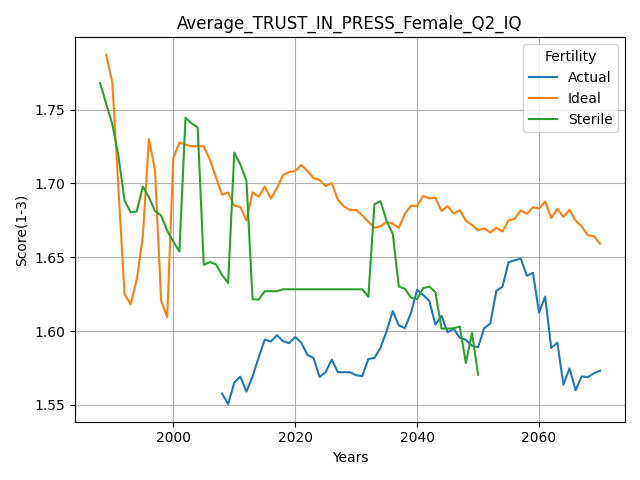 Average_TRUST_IN_PRESS_Female_Q2_IQ
Fertility
Actual
Ideal
Sterile
Score(1-3)
1.75
1.70
1.65
1.60
1.55
2000
2020
2040
2060
Years